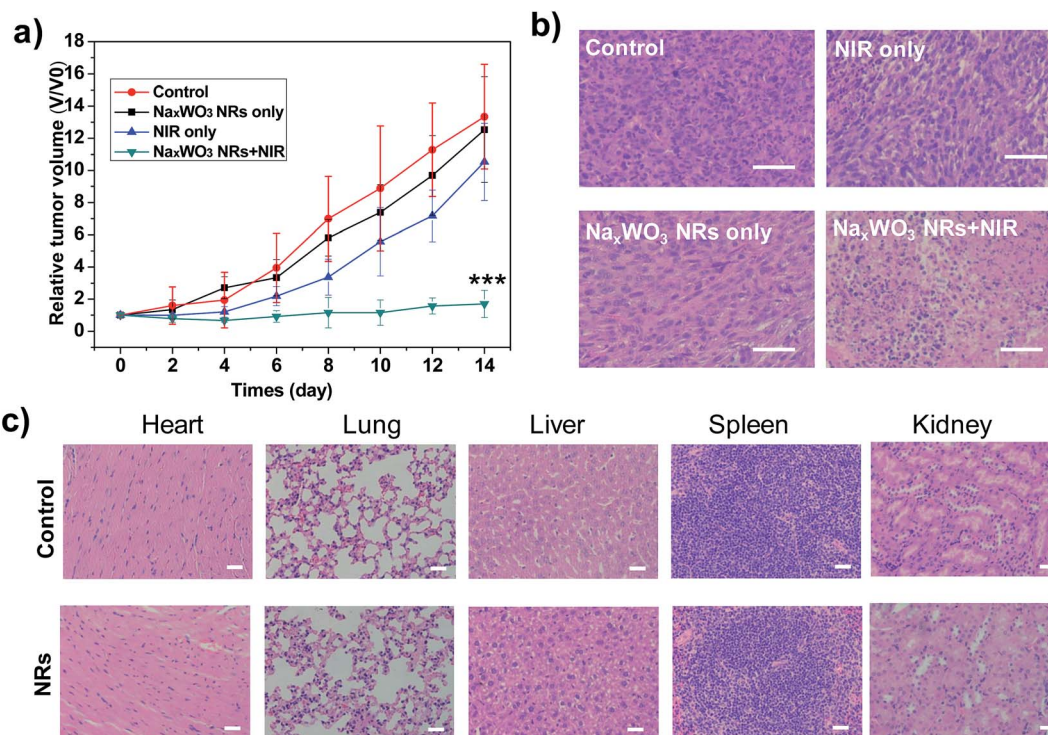 a)
18
16
14
12
10
8
6
4
2
0
Relative tumor volume (V/V0)
Control
NaxWO3 NRs only
NIR only
NaxWO3 NRs+NIR
***
0 2 4 6 8 10 12 14
Times (day)
b)
Control
NIR only
NaxWO3 NRs only
NaxWO3 NRs+NIR
c)
Heart Lung Liver Spleen Kidney
Control
NRs